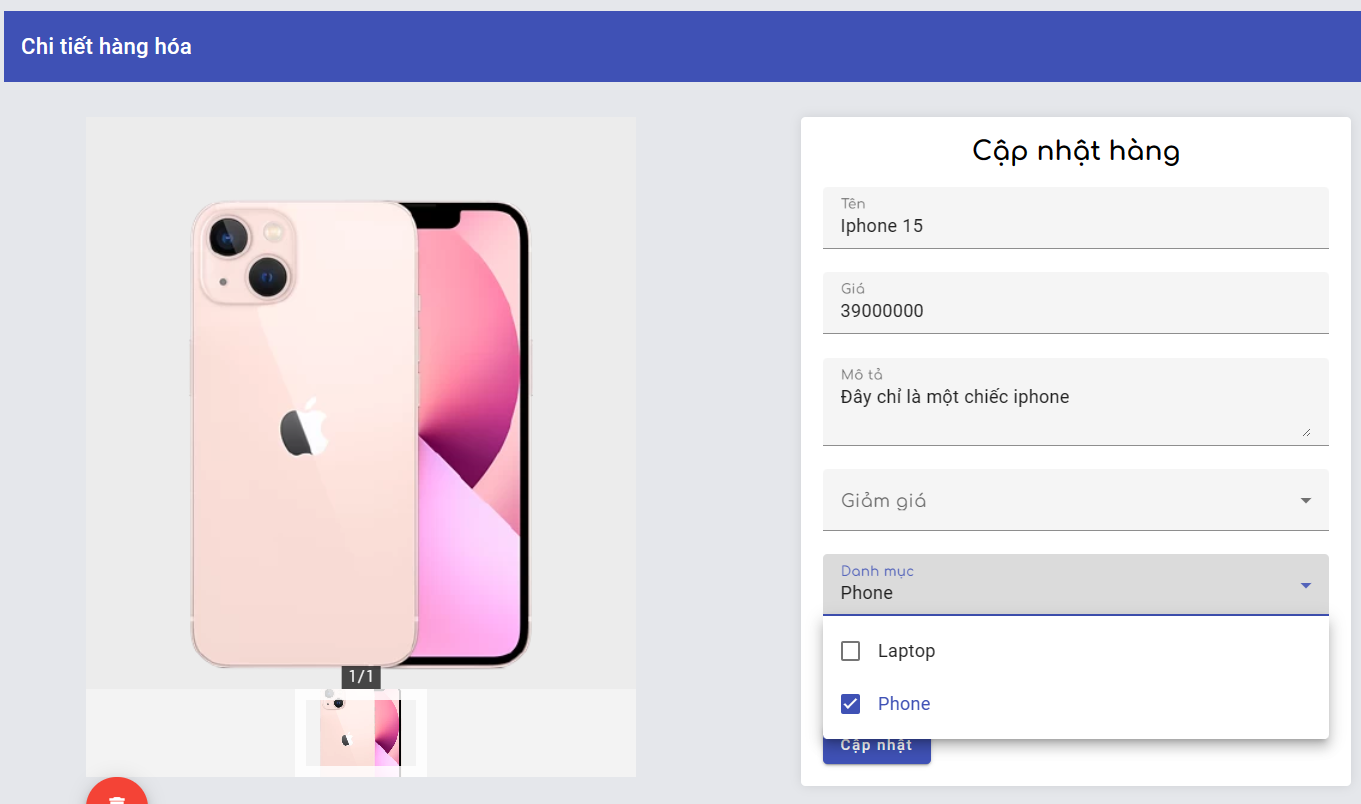 Chi tiết hàng hóa
1/1
Cập nhật hàng
Tên
Iphone 15
Giá
39000000
Mô tả
Đây chỉ là một chiếc iphone
Giảm giá
Danh mục
Phone
Laptop
Phone
Cập nhật